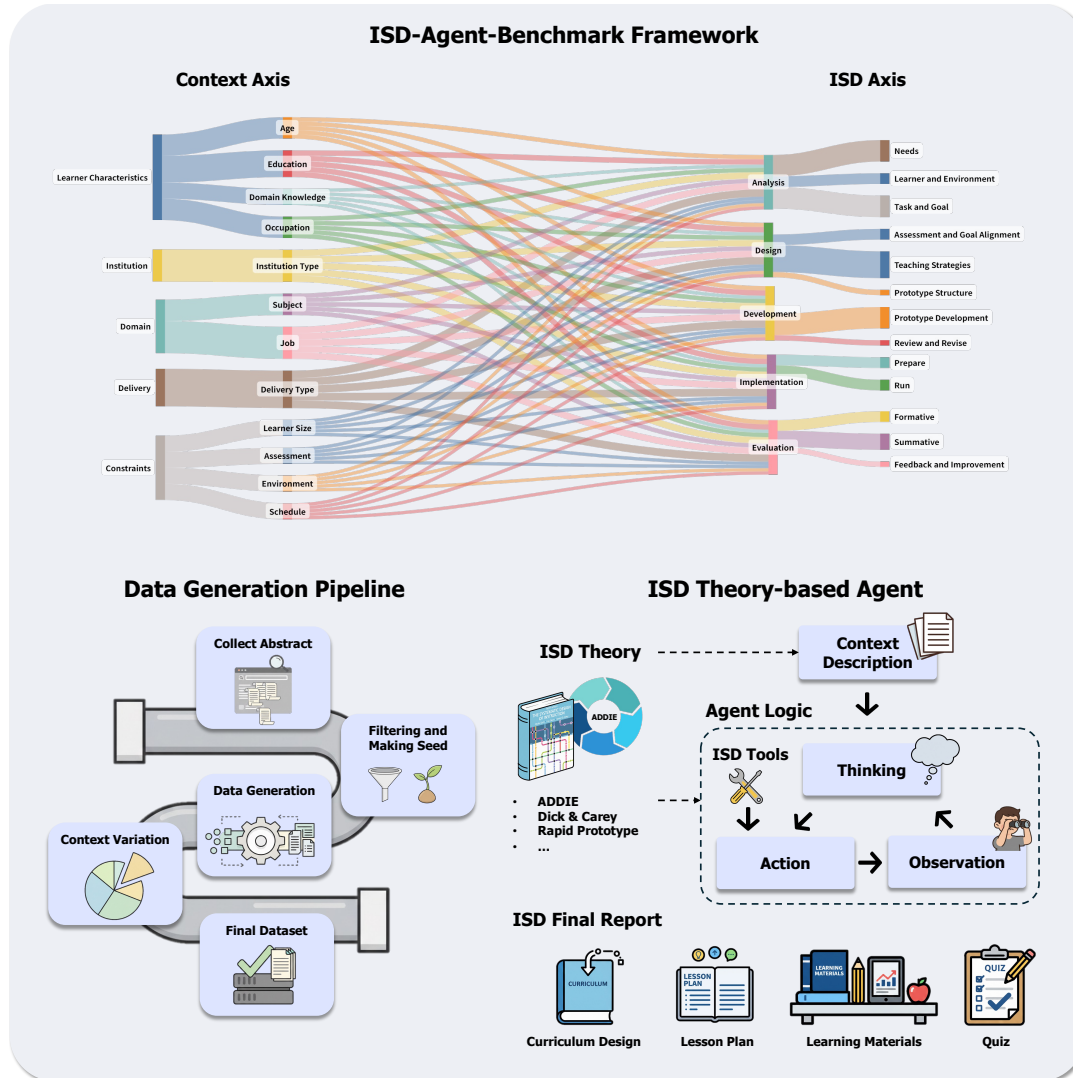 ISD-Agent-Benchmark Framework
Context Axis
ISD Axis
Learner Characteristics
Institution
Domain
Delivery
Constraints
Age
Education
Domain Knowledge
Occupation
Institution Type
Subject
Job
Delivery Type
Learner Size
Assessment
Environment
Schedule
Analysis
Design
Development
Implementation
Evaluation
Needs
Learner and Environment
Task and Goal
Assessment and Goal Alignment
Teaching Strategies
Prototype Structure
Prototype Development
Review and Revise
Prepare
Run
Formative
Summative
Feedback and Improvement
Data Generation Pipeline
Collect Abstract
Filtering and
Making Seed
Data Generation
Context Variation
Final Dataset
ISD Theory-based Agent
ISD Theory
ADDIE
• ADDIE
• Dick & Carey
• Rapid Prototype
• ...
Context
Description
Agent Logic
ISD Tools
Thinking
Action
Observation
ISD Final Report
CURRICULUM
Curriculum Design
LESSON
PLAN
Lesson Plan
LEARNING
MATERIALS
Learning Materials
QUIZ
Quiz